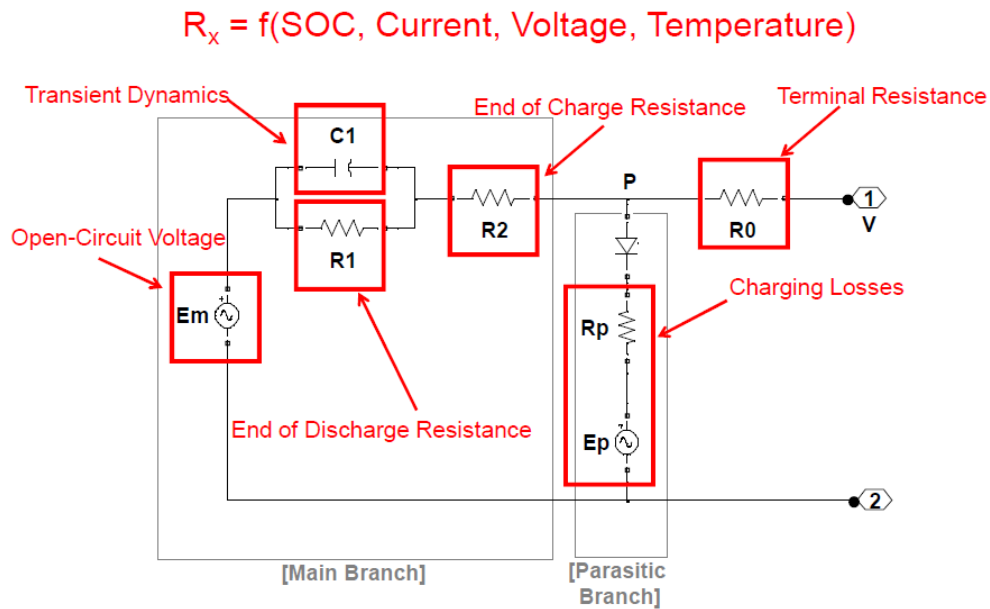 Rx = f(SOC, Current, Voltage, Temperature)
Transient Dynamics
End of Charge Resistance
Terminal Resistance
C1
P
1
V
R2
R0
R1
Open-Circuit Voltage
Em
+
Charging Losses
Rp
End of Discharge Resistance
Ep
2
[Main Branch]
[Parasitic
Branch]